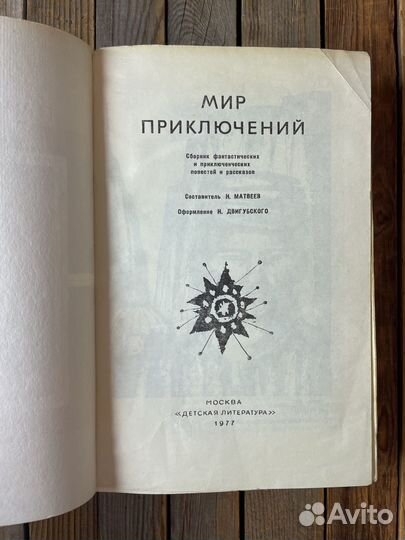 МИР
ПРИКЛЮЧЕНИЙ
Сборник фантастических
и приключенческих
повестей и рассказов
Составитель Н. МАТВЕЕВ
Оформление Н. ДВИГУБСКОГО
МОСКВА
«ДЕТСКАЯ ЛИТЕРАТУРА»
1977
Avito